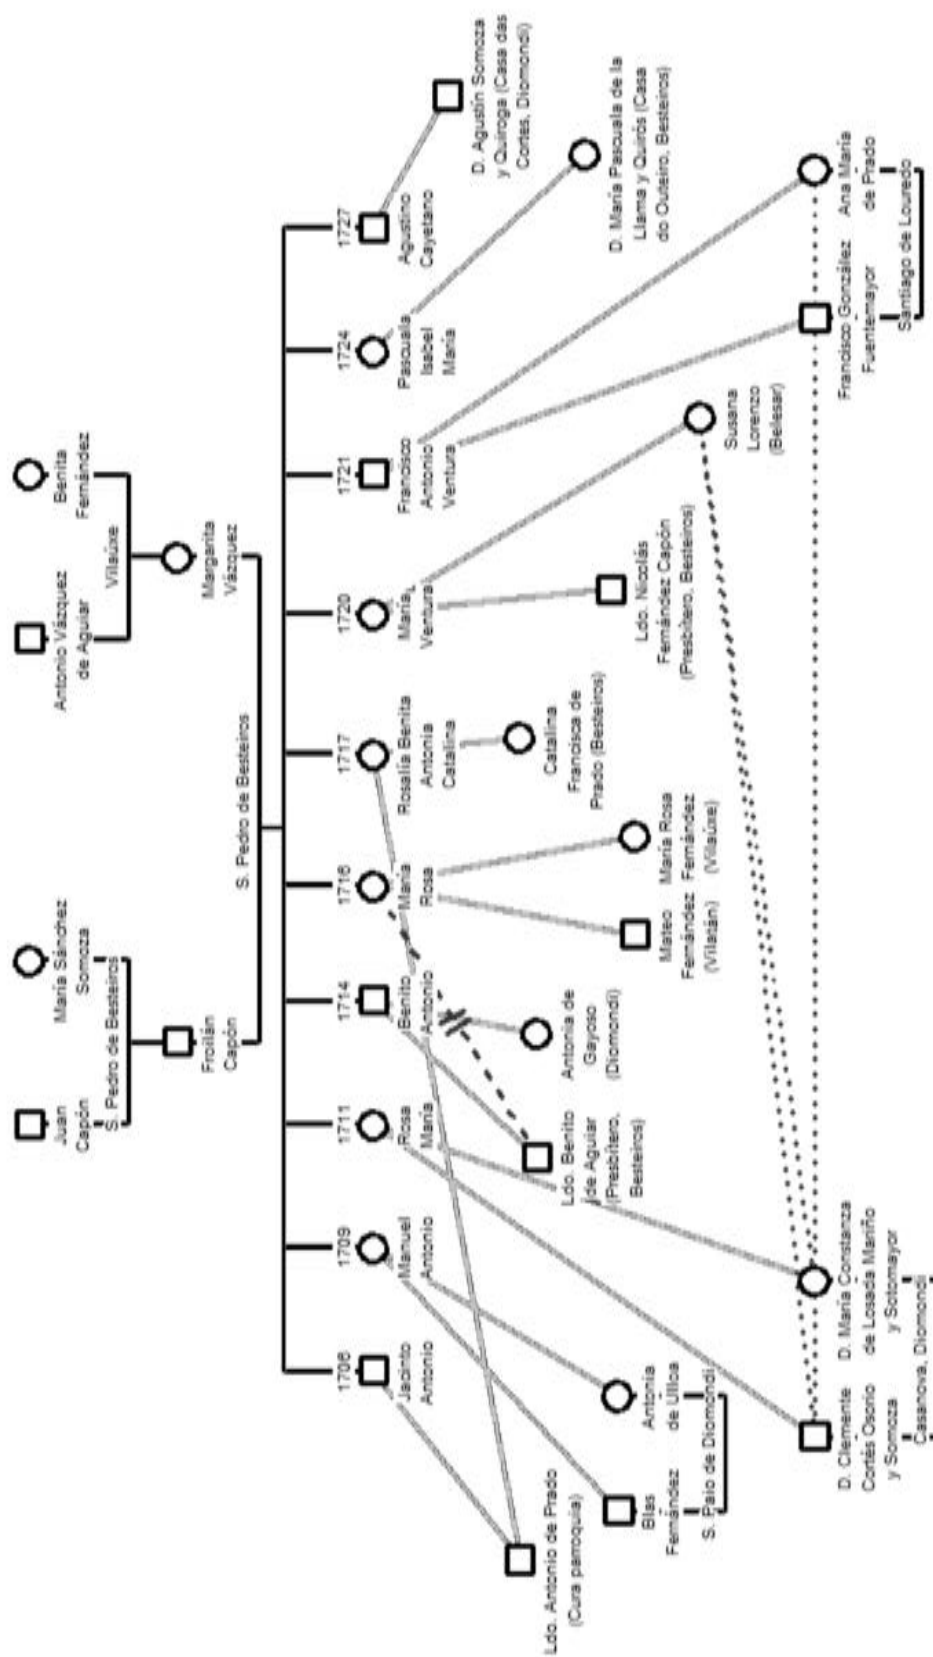 Juan
Capón
María Sánchez
Somoza
S. Pedro de Besteiros
Antonio Vázquez
de Aguiar
Benita
Fernández
Vilaúxe
Froilán
Capón
Margarita
Vázquez
S. Pedro de Besteiros
1706
Jacinto
Antonio
1709
Manuel
Antonio
1711
Rosa
María
1714
Benito
Antonio
1716
María
Rosa
1717
Rosalía Benita
Antonia
Catalina
1720
María
Ventura
1721
Francisco
Antonio
Ventura
1724
Pascuala
Isabel
María
1727
Agustino
Cayetano
Ldo. Antonio de Prado
(Cura parroquia)
Blas
Fernández
Antonia
de Ulloa
S. Paio de Diomondi
Ldo. Benito
de Aguiar
(Presbítero,
Besteiros)
Antonia de
Gayoso
(Diomondi)
Mateo
Fernández
(Vilatán)
María Rosa
Fernández
(Vilaúxe)
Catalina
Francisca de
Prado (Besteiros)
Ldo. Nicolás
Fernández Capón
(Presbítero, Besteiros)
Susana
Lorenzo
(Belesar)
D. María Pascuala de la
Llama y Quirós (Casa
do Outeiro, Besteiros)
D. Agustín Somoza
y Quiroga (Casa das
Cortes, Diomondi)
D. Clemente
Cortés Osorio
y Somoza
D. María Constanza
de Losada Mariño
y Sotomayor
Casanova, Diomondi
Francisco González
Fuentemayor
Ana María
de Prado
Santiago de Louredo